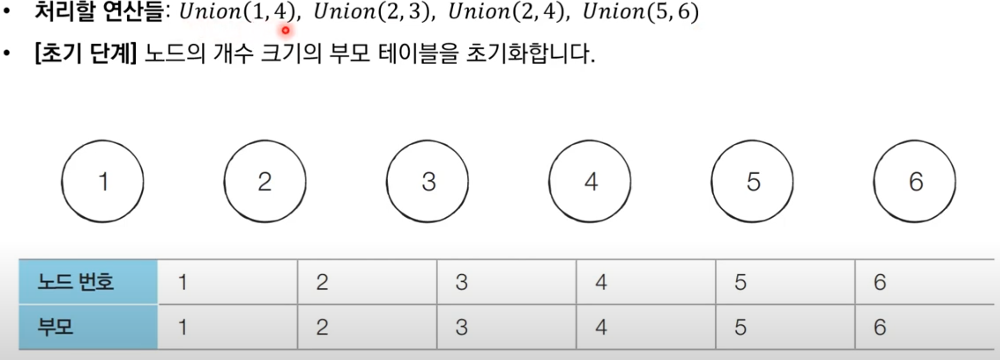 • 처리할 연산들: Union(1, 4), Union(2, 3), Union(2, 4), Union(5, 6)
• [초기 단계] 노드의 개수 크기의 부모 테이블을 초기화합니다.
1 2 3 4 5 6
노드 번호 1 2 3 4 5 6
부모 1 2 3 4 5 6